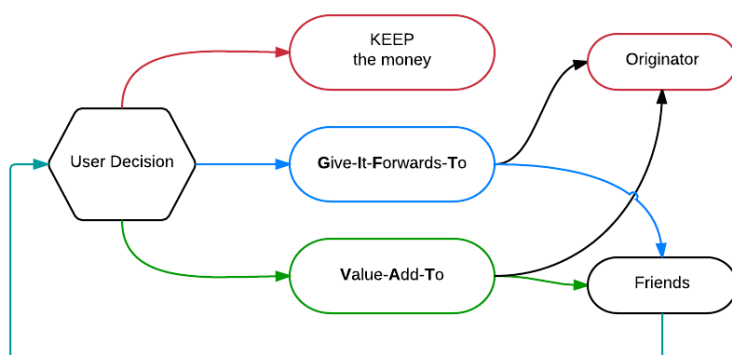 KEEP
the money
Originator
User Decision
Give-It-Forwards-To
Value-Add-To
Friends